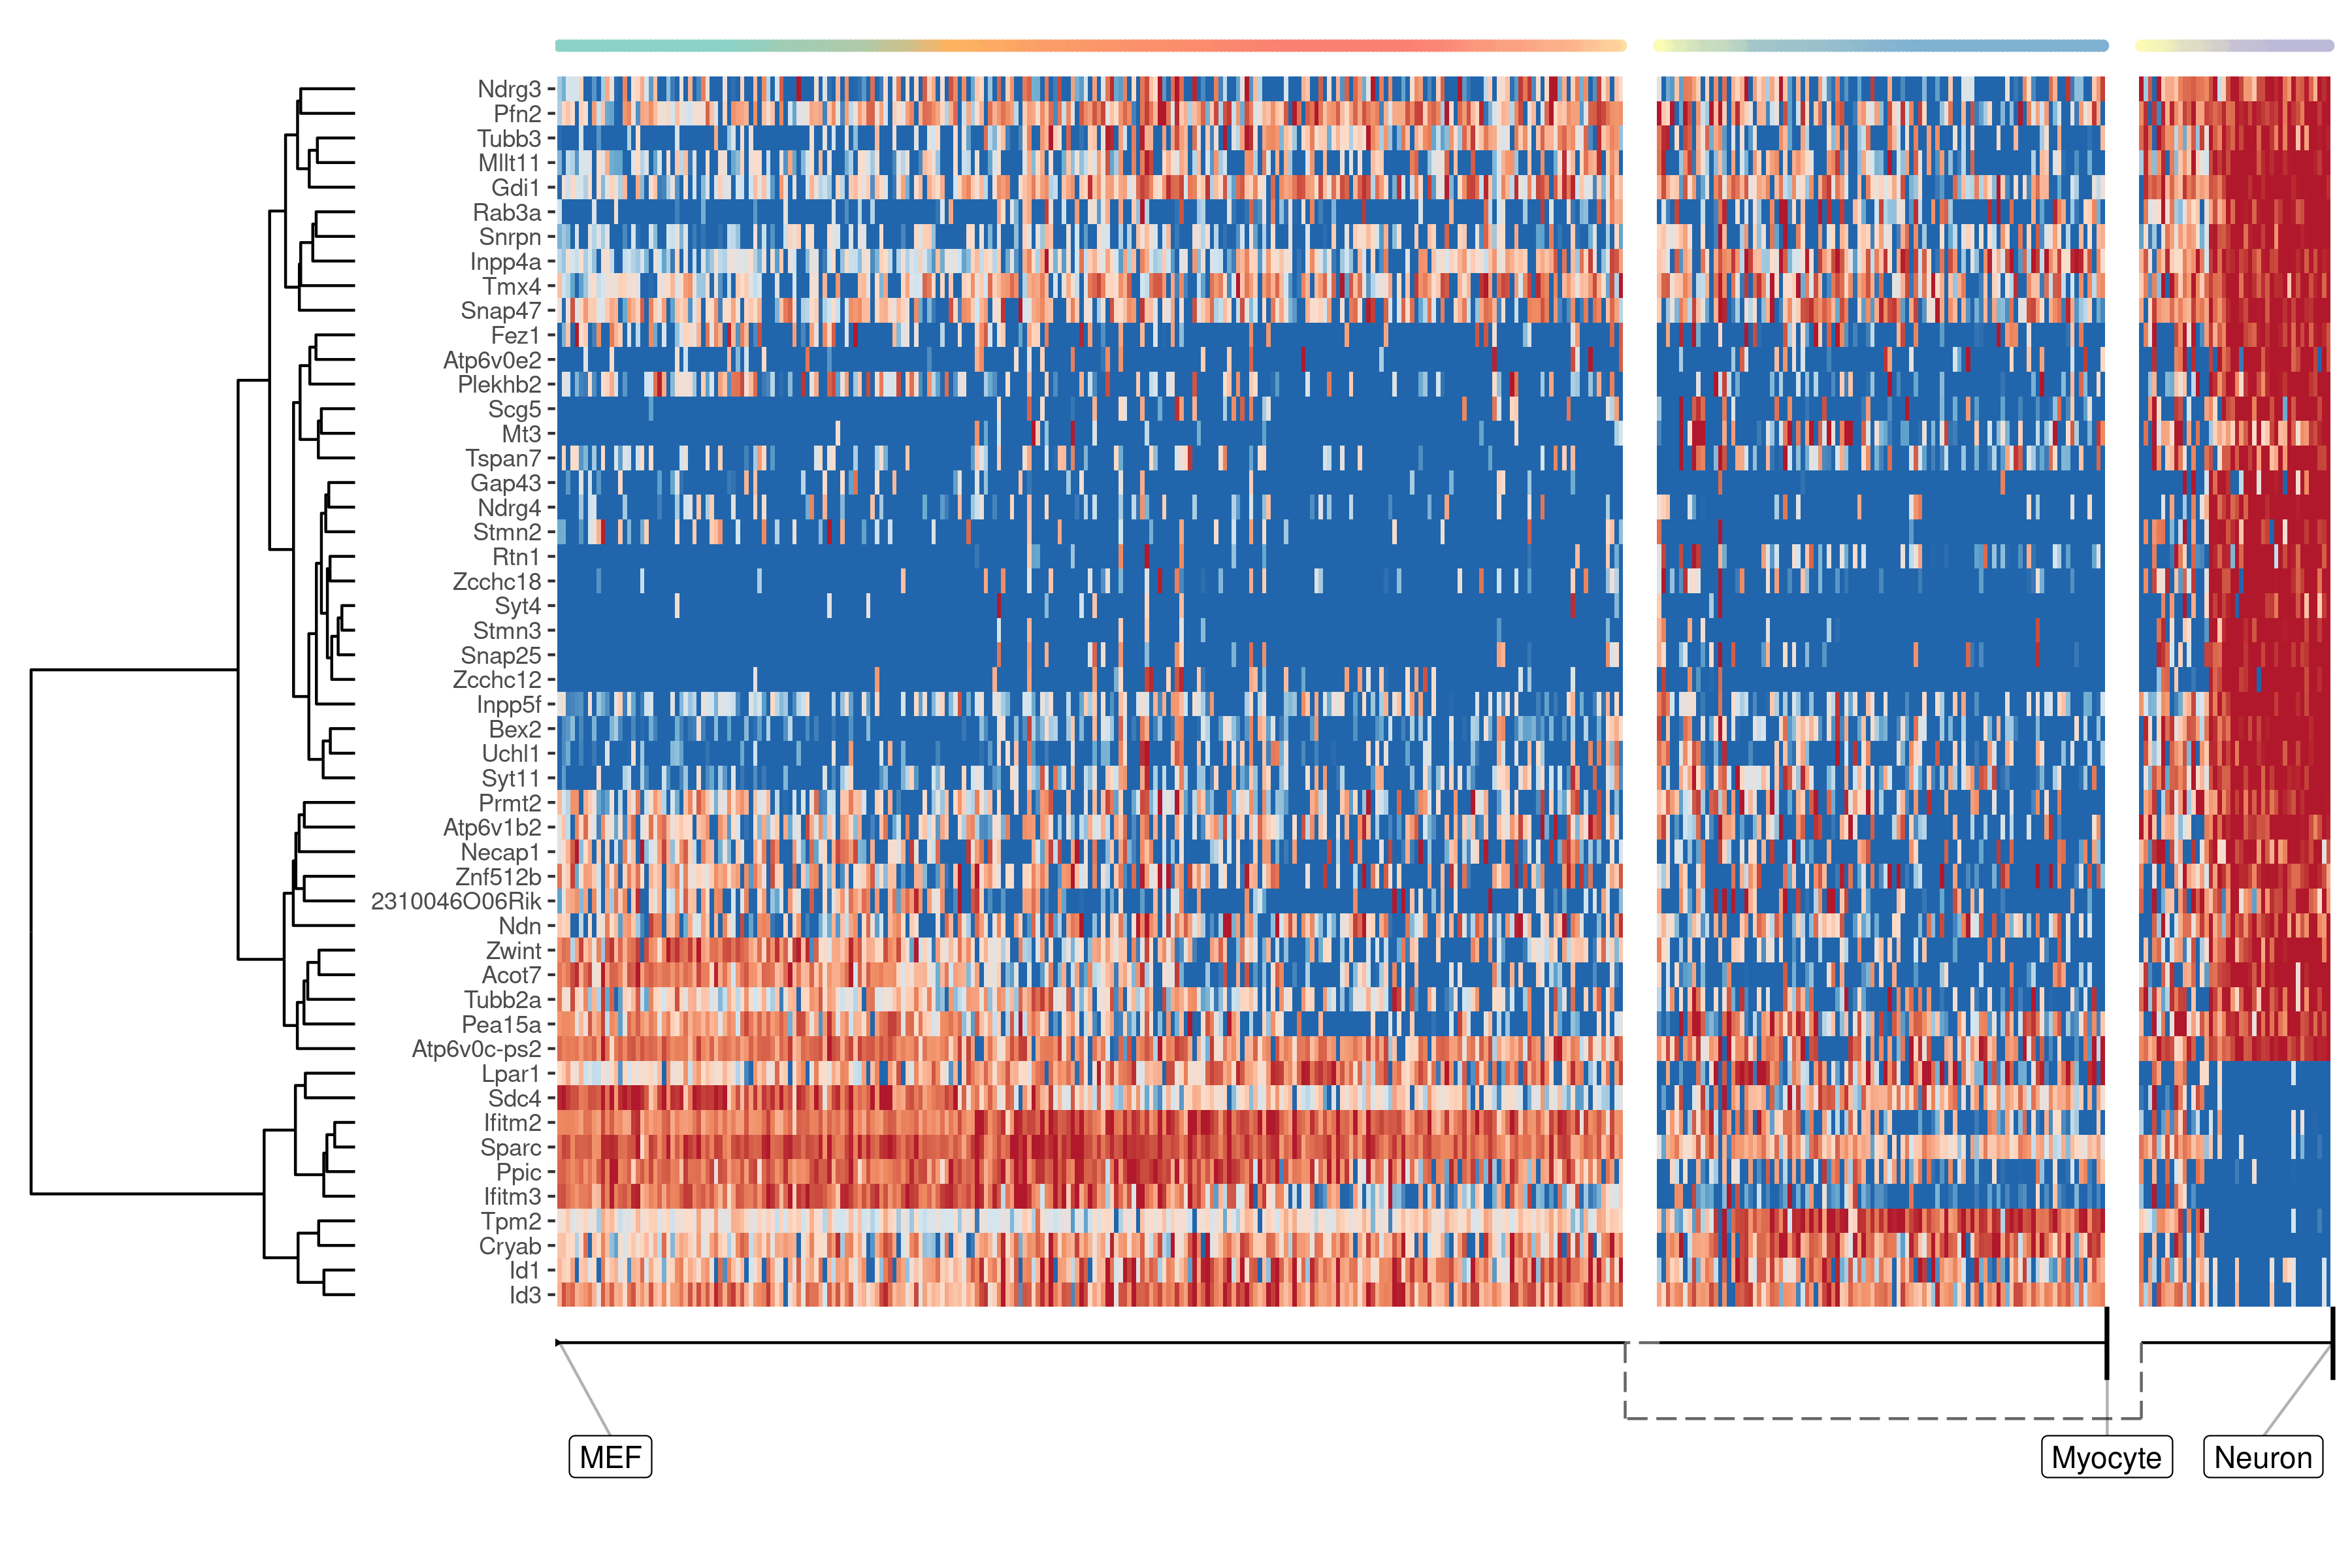 Ndrg3
Pfn2
Tubb3
Mllt11
Gdi1
Rab3a
Snrpn
Inpp4a
Tmx4
Snap47
Fez1
Atp6v0e2
Plekhb2
Scg5
Mt3
Tspan7
Gap43
Ndrg4
Stmn2
Rtn1
Zcchc18
Syt4
Stmn3
Snap25
Zcchc12
Inpp5f
Bex2
Uchl1
Syt11
Prmt2
Atp6v1b2
Necap1
Znf512b
2310046O06Rik
Ndn
Zwint
Acot7
Tubb2a
Pea15a
Atp6v0c-ps2
Lpar1
Sdc4
Ifitm2
Sparc
Ppic
Ifitm3
Tpm2
Cryab
Id1
Id3
MEF
Myocyte
Neuron